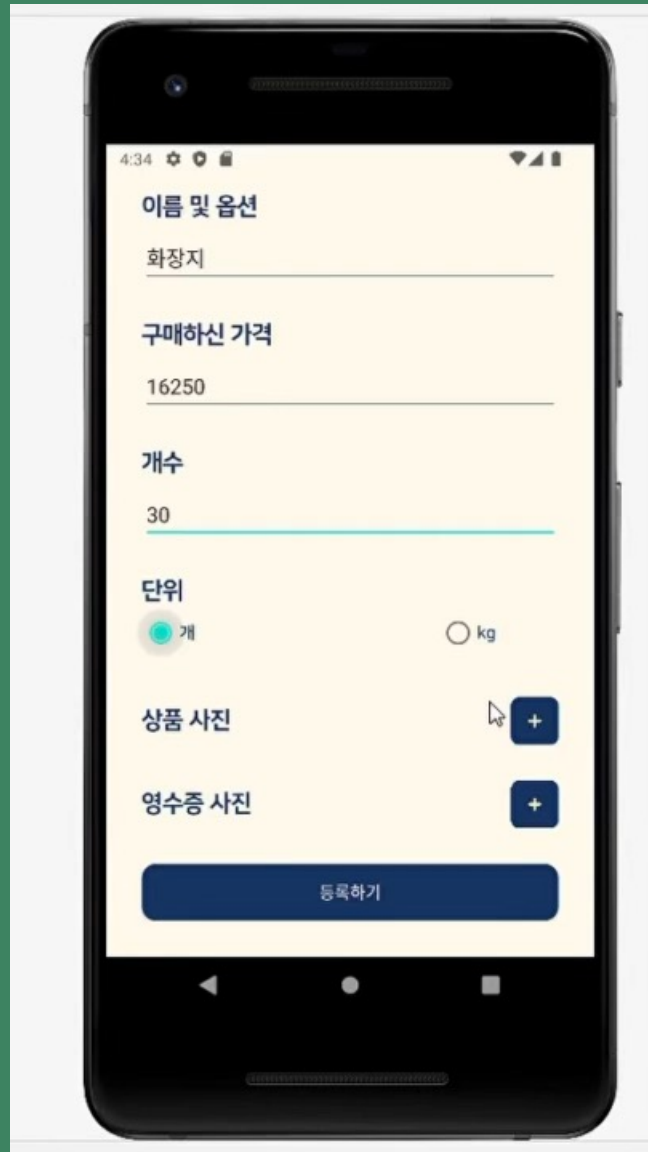 4:34
이름 및 옵션
화장지
구매하신 가격
16250
개수
30
단위
개 kg
상품 사진 +
영수증 사진 +
등록하기